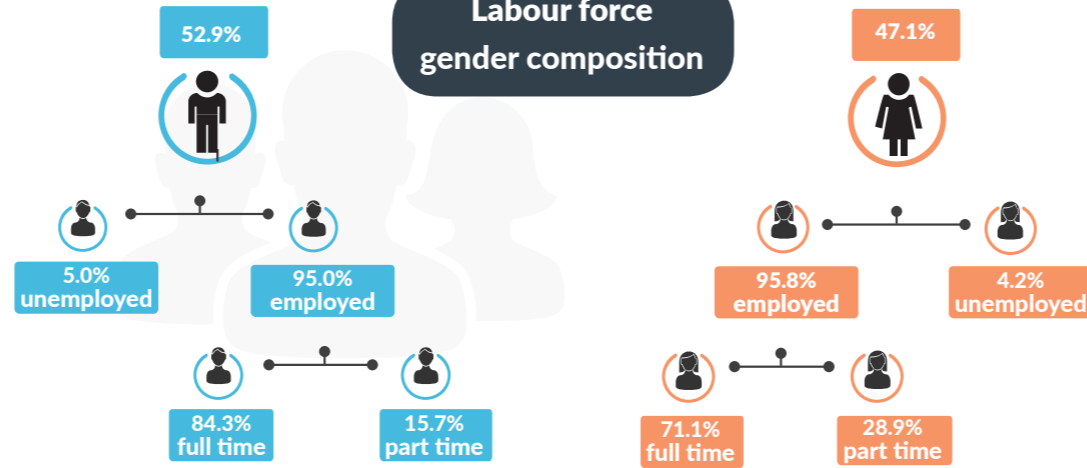 Labour force
gender composition
52.9%
47.1%
5.0%
unemployed
95.0%
employed
95.8%
employed
4.2%
unemployed
84.3%
full time
15.7%
part time
71.1%
full time
28.9%
part time